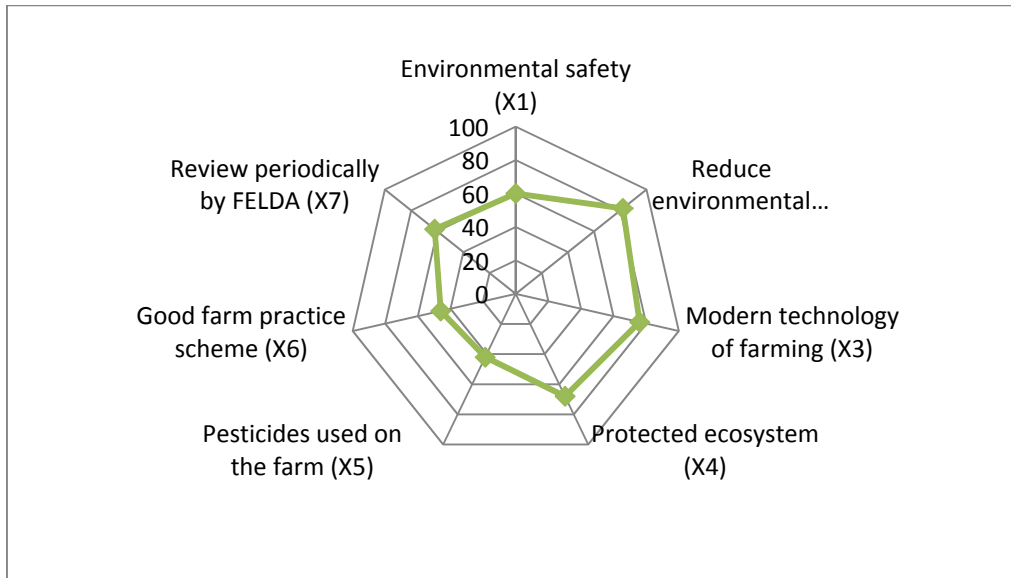 Environmental safety
(X1)
100
80
60
40
20
0
Reduce
environmental...
Modern technology
of farming (X3)
Protected ecosystem
(X4)
Pesticides used on
the farm (X5)
Good farm practice
scheme (X6)
Review periodically
by FELDA (X7)